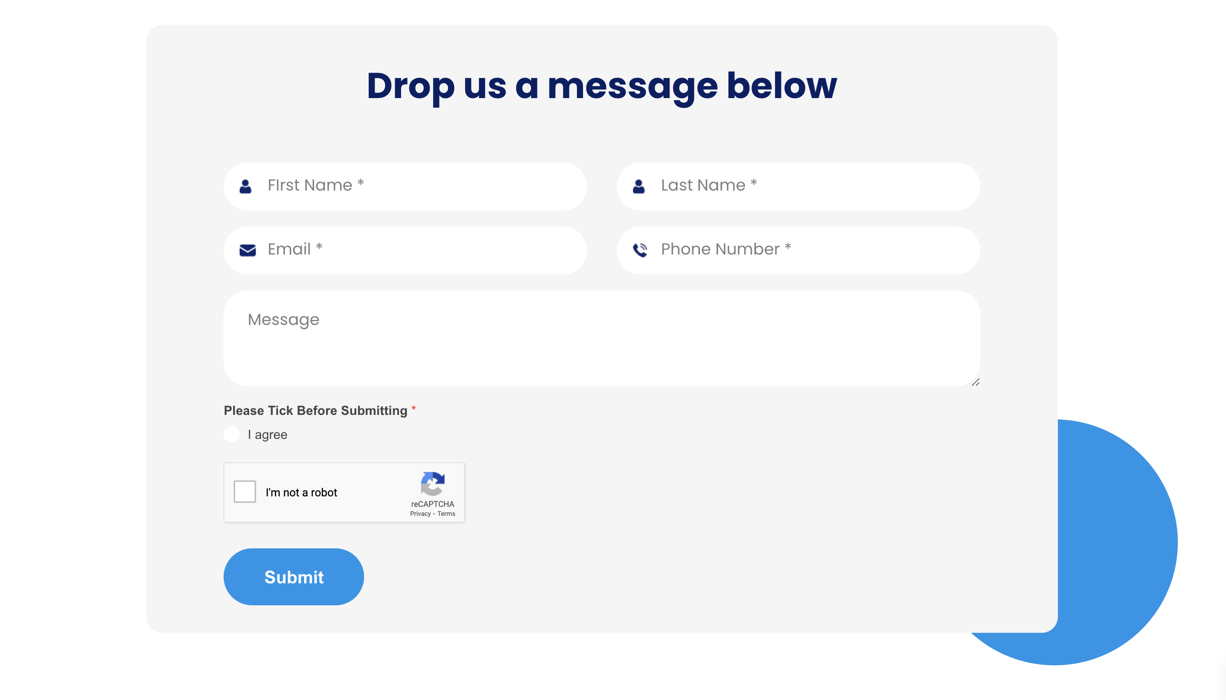 Drop us a message below
FIrst Name *
Last Name *
Email *
Phone Number *
Message
Please Tick Before Submitting *
I agree
I'm not a robot
reCAPTCHA
Privacy - Terms
Submit